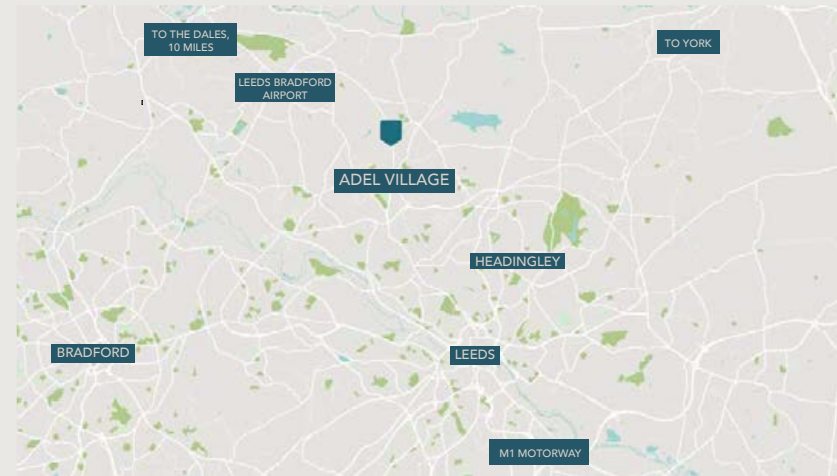 TO THE DALES,
10 MILES
TO YORK
LEEDS BRADFORD
AIRPORT
ADEL VILLAGE
HEADINGLEY
BRADFORD
LEEDS
M1 MOTORWAY